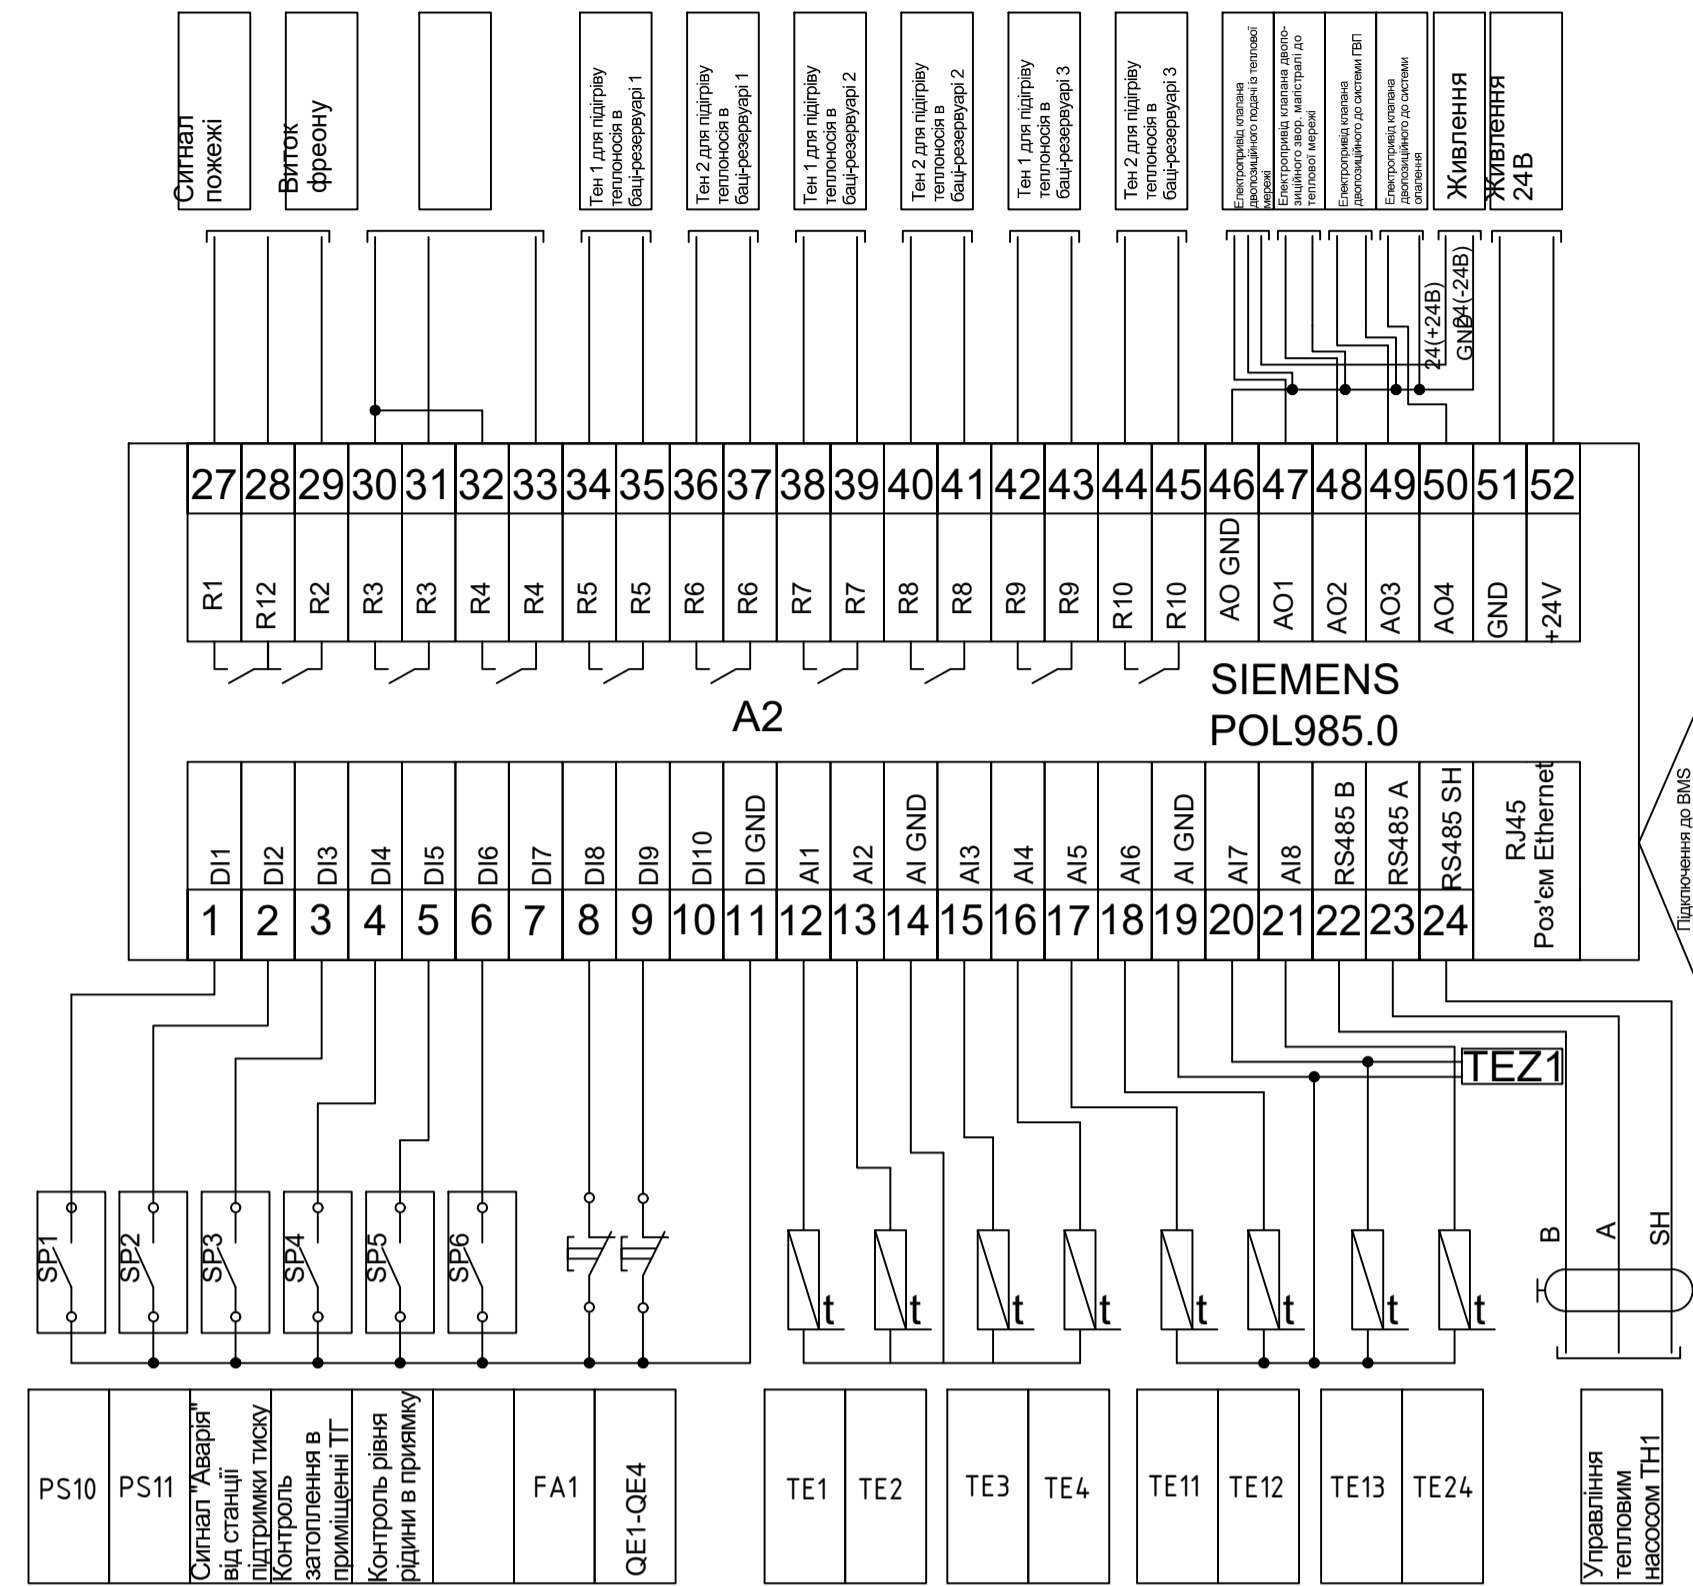 Сигнал
пожежі
Виток
фреону
Тен 1 для підігріву
теплоносія в
баці-резервуарі 1
Тен 2 для підігріву
теплоносія в
баці-резервуарі 1
Тен 1 для підігріву
теплоносія в
баці-резервуарі 2
Тен 2 для підігріву
теплоносія в
баці-резервуарі 2
Тен 1 для підігріву
теплоносія в
баці-резервуарі 3
Тен 2 для підігріву
теплоносія в
баці-резервуарі 3
Електропривід клапана
двопозиційного подачі із теплової
мережі
Електропривід клапана двопо-
зиційного звор. магістралі до
теплової мережі
Електропривід клапана
двопозиційного до системи ГВП
Електропривід клапана
двопозиційного до системи
опалення
Живлення
Живлення
24В
24(+24В)
24(-24В)
GND
27 28 29 30 31 32 33 34 35 36 37 38 39 40 41 42 43 44 45 46 47 48 49 50 51 52
R1 R12 R2 R3 R3 R4 R4 R5 R5 R6 R6 R7 R7 R8 R8 R9 R9 R10 R10 AO GND AO1 AO2 AO3 AO4 GND +24V
A2
SIEMENS
POL985.0
DI1 DI2 DI3 DI4 DI5 DI6 DI7 DI8 DI9 DI10 DI GND AI1 AI2 AI GND AI3 AI4 AI5 AI6 AI GND AI7 AI8 RS485 B RS485 A RS485 SH
RJ45
Роз'єм Ethernet
Підключення до BMS
1 2 3 4 5 6 7 8 9 10 11 12 13 14 15 16 17 18 19 20 21 22 23 24
TEZ1
SP1 SP2 SP3 SP4 SP5 SP6
t t t t t t t t
B A SH
PS10
PS11
Сигнал "Аварія"
від станції
підтримки тиску
Контроль
затоплення в
приміщенні ТГ
Контроль рівня
рідини в приямку
FA1
QE1-QE4
TE1
TE2
TE3
TE4
TE11
TE12
TE13
TE24
Управління
тепловим
насосом ТН1